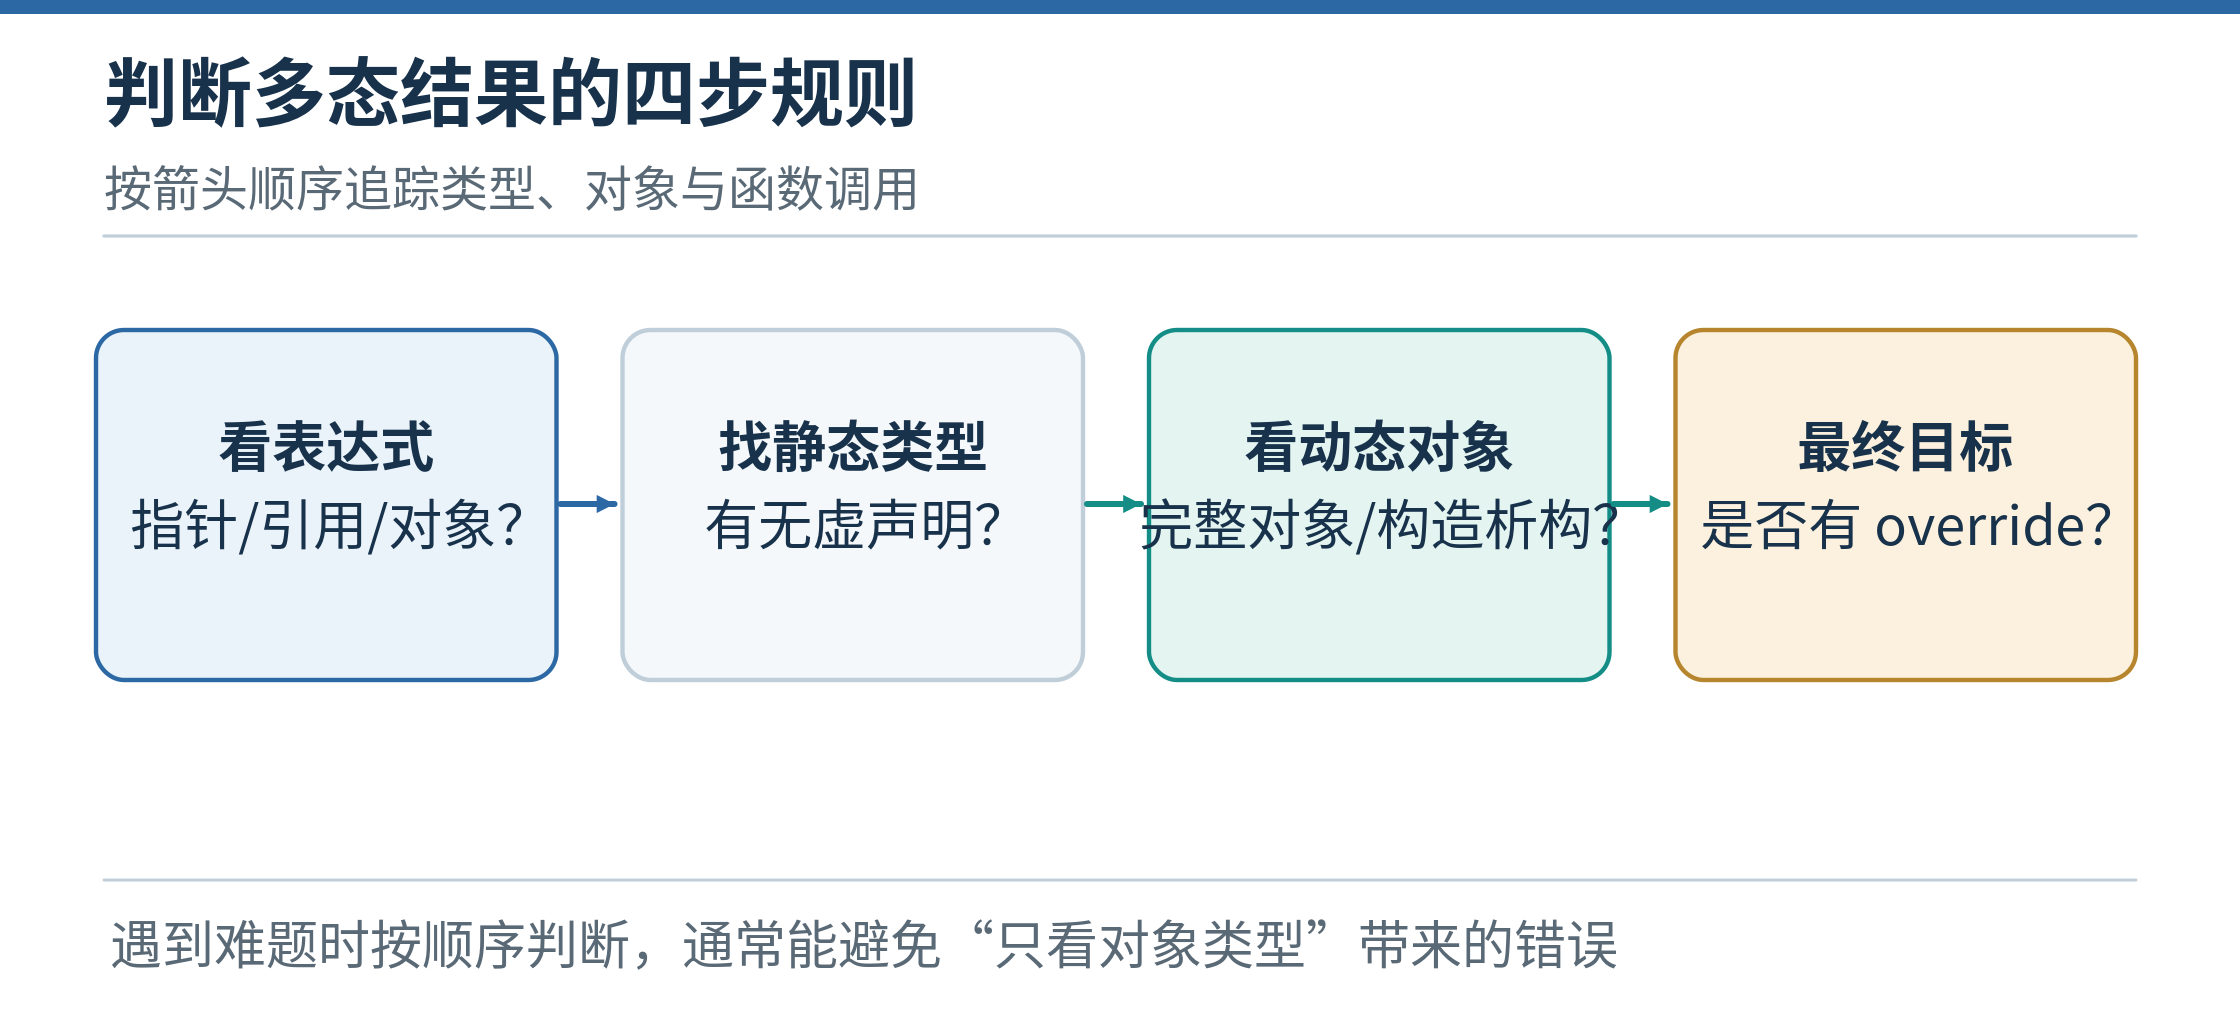 判断多态结果的四步规则
按箭头顺序追踪类型、对象与函数调用
看表达式
指针/引用/对象？
找静态类型
有无虚声明？
看动态对象
完整对象/构造析构？
最终目标
是否有 override？
遇到难题时按顺序判断，通常能避免“只看对象类型”带来的错误